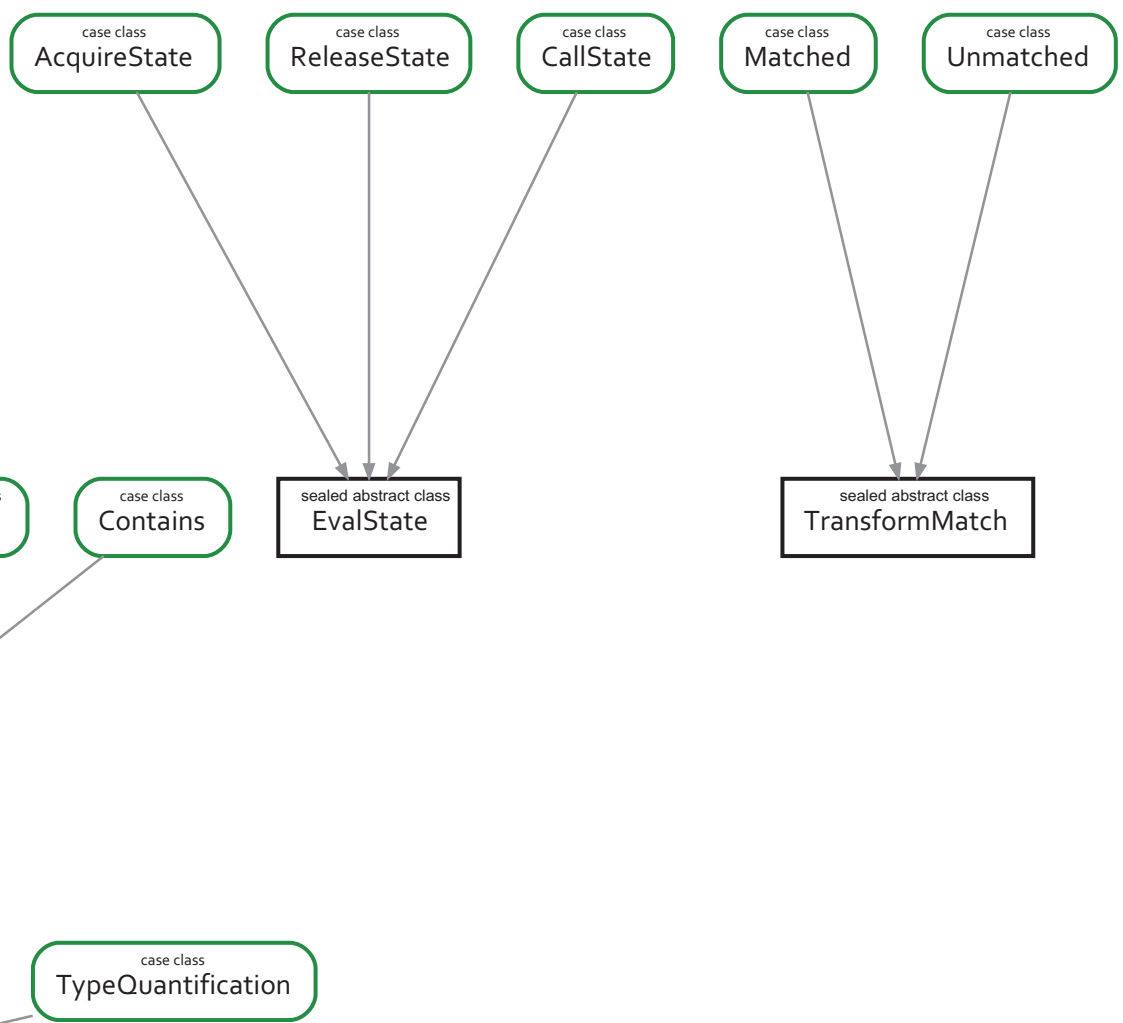 case class
AcquireState
case class
ReleaseState
case class
CallState
case class
Matched
case class
Unmatched
case class
Contains
sealed abstract class
EvalState
sealed abstract class
TransformMatch
case class
TypeQuantification